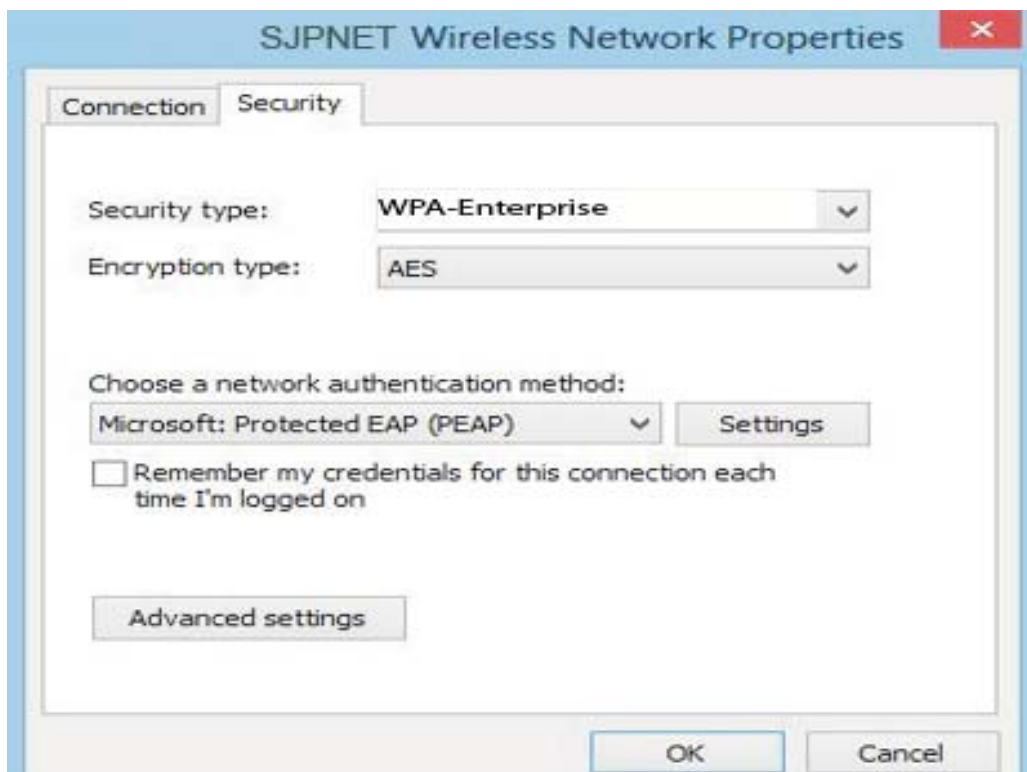 SJPNET Wireless Network Properties
Connection
Security
Security type:
WPA-Enterprise
Encryption type:
AES
Choose a network authentication method:
Microsoft: Protected EAP (PEAP)
Settings
Remember my credentials for this connection each
time I'm logged on
Advanced settings
OK
Cancel